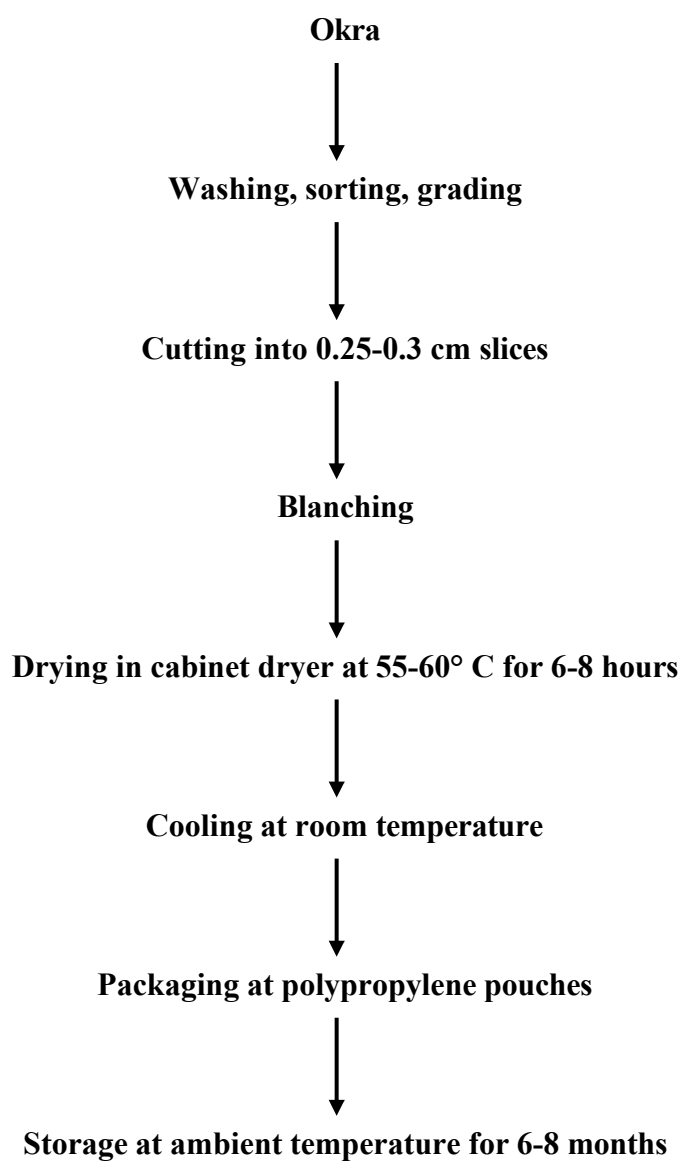 Okra
Washing, sorting, grading
Cutting into 0.25-0.3 cm slices
Blanching
Drying in cabinet dryer at 55-60° C for 6-8 hours
Cooling at room temperature
Packaging at polypropylene pouches
Storage at ambient temperature for 6-8 months